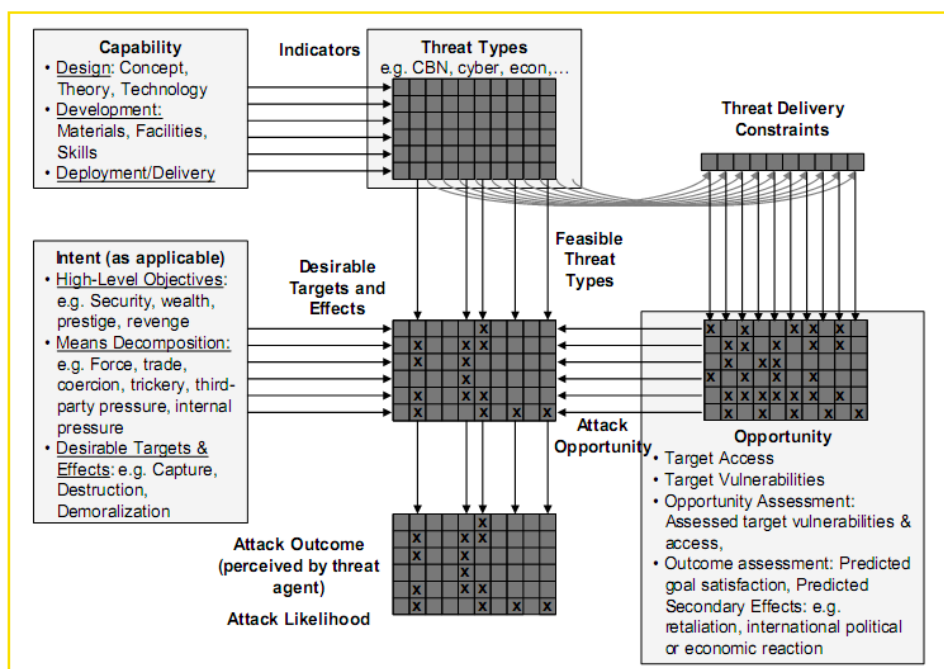 Capability
• Design: Concept,
Theory, Technology
• Development:
Materials, Facilities,
Skills
• Deployment/Delivery
Indicators
Threat Types
e.g. CBN, cyber, econ,...
Threat Delivery
Constraints
Intent (as applicable)
• High-Level Objectives:
e.g. Security, wealth,
prestige, revenge
• Means Decomposition:
e.g. Force, trade,
coercion, trickery, third-
party pressure, internal
pressure
• Desirable Targets &
Effects: e.g. Capture,
Destruction,
Demoralization
Desirable
Targets and
Effects
Feasible
Threat
Types
x
x x x
x x
x
x x x
x x x x
x x x x x
x x x x
x x x
x x x x
x x x x x x x
x x x x x
Attack
Opportunity
Opportunity
• Target Access
• Target Vulnerabilities
• Opportunity Assessment:
Assessed target vulnerabilities &
access,
• Outcome assessment: Predicted
goal satisfaction, Predicted
Secondary Effects: e.g.
retaliation, international political
or economic reaction
Attack Outcome
(perceived by threat
agent)
Attack Likelihood
x
x x x
x x
x
x x x
x x x x